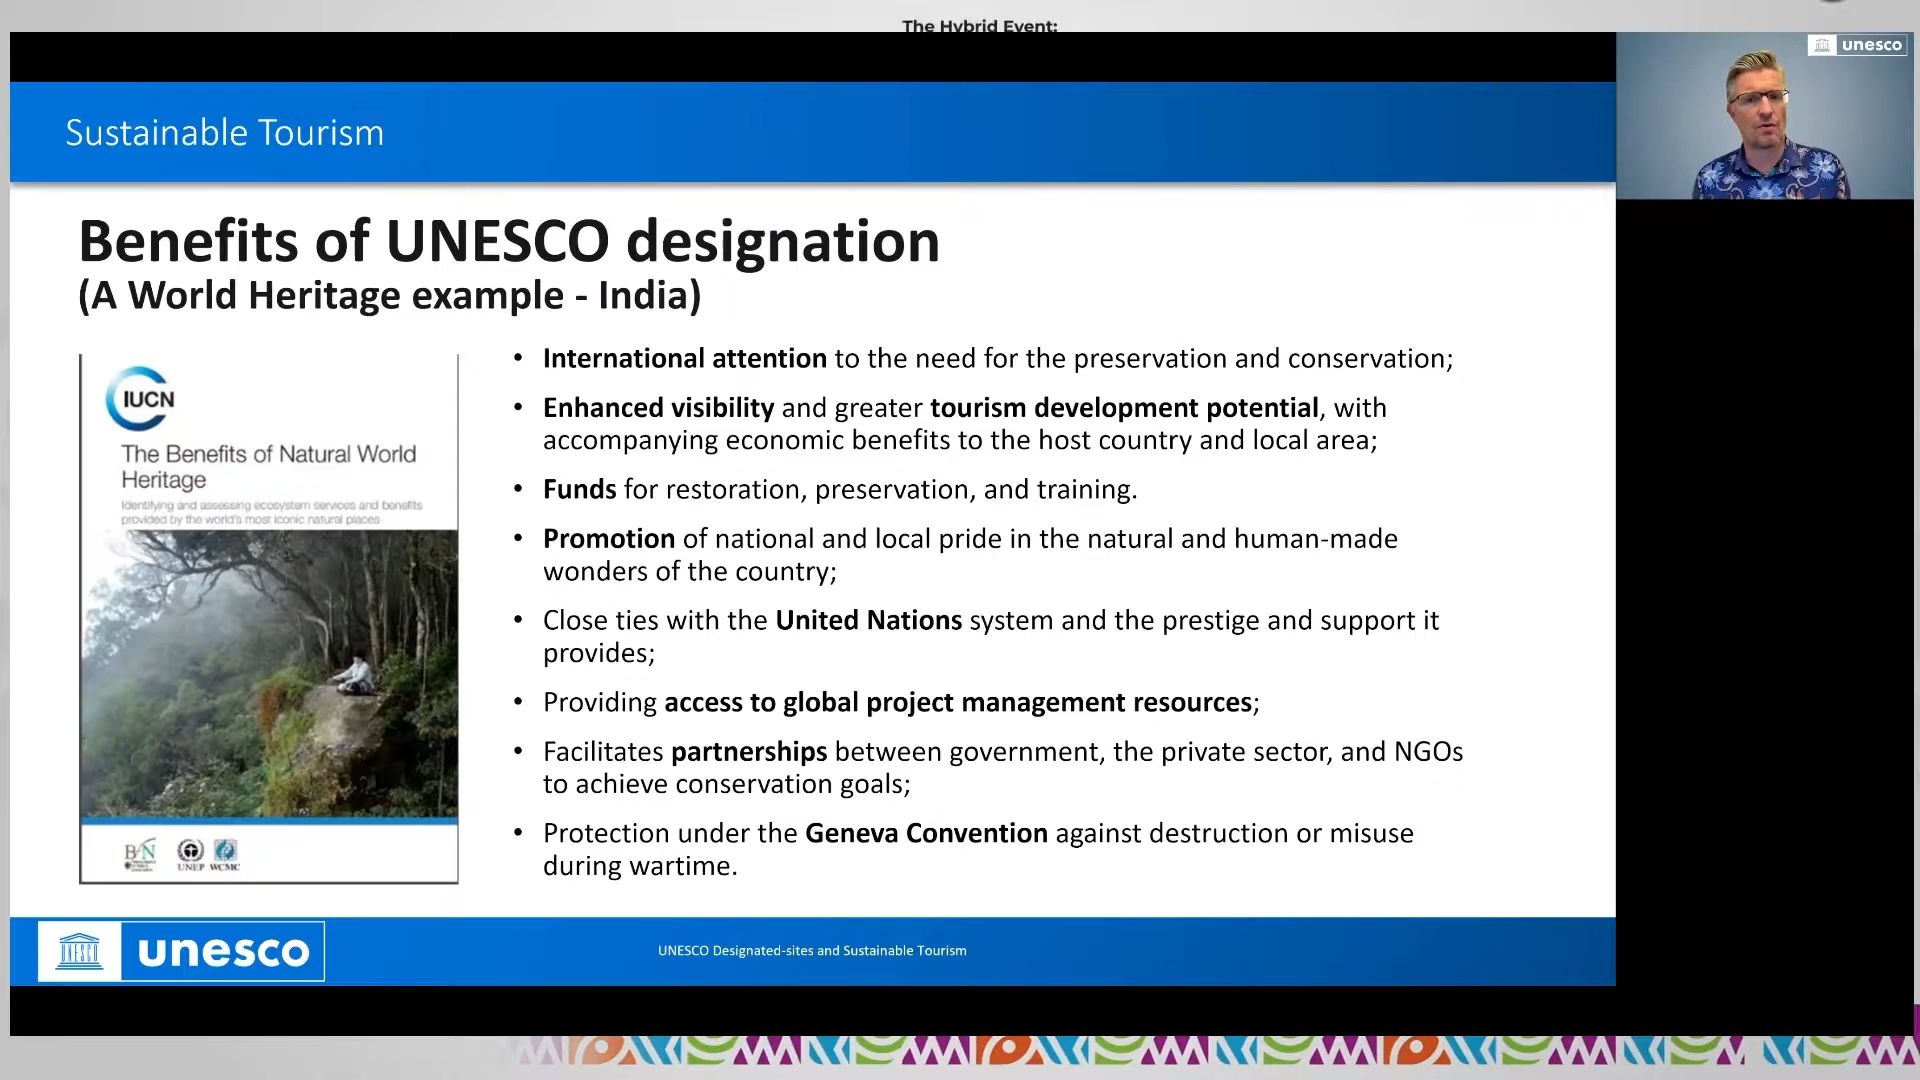 The Hybrid Event:
unesco
Sustainable Tourism
Benefits of UNESCO designation
(A World Heritage example - India)
IUCN
The Benefits of Natural World
Heritage
Identifying and assessing ecosystem services and benefits
provided by the world's most iconic natural places
BfN
UNEP WCMC
• International attention to the need for the preservation and conservation;
• Enhanced visibility and greater tourism development potential, with
accompanying economic benefits to the host country and local area;
• Funds for restoration, preservation, and training.
• Promotion of national and local pride in the natural and human-made
wonders of the country;
• Close ties with the United Nations system and the prestige and support it
provides;
• Providing access to global project management resources;
• Facilitates partnerships between government, the private sector, and NGOs
to achieve conservation goals;
• Protection under the Geneva Convention against destruction or misuse
during wartime.
UNESCO
unesco
UNESCO Designated-sites and Sustainable Tourism